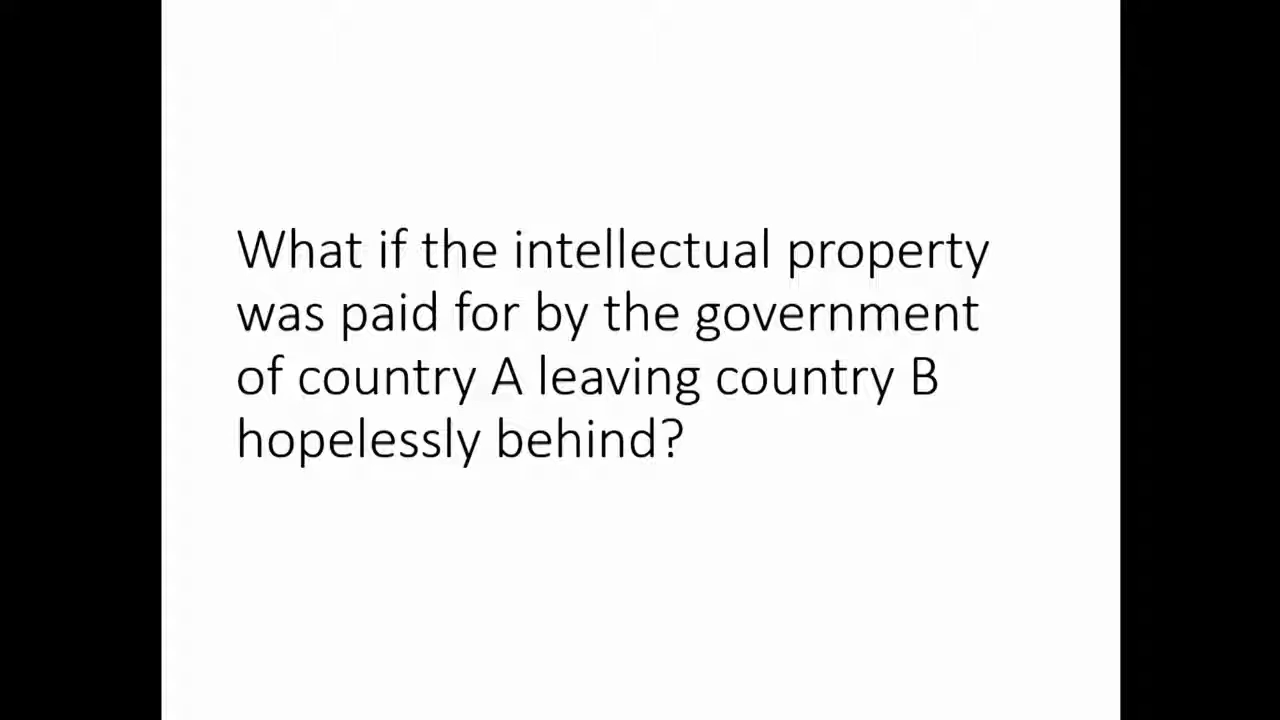 What if the intellectual property
was paid for by the government
of country A leaving country B
hopelessly behind?